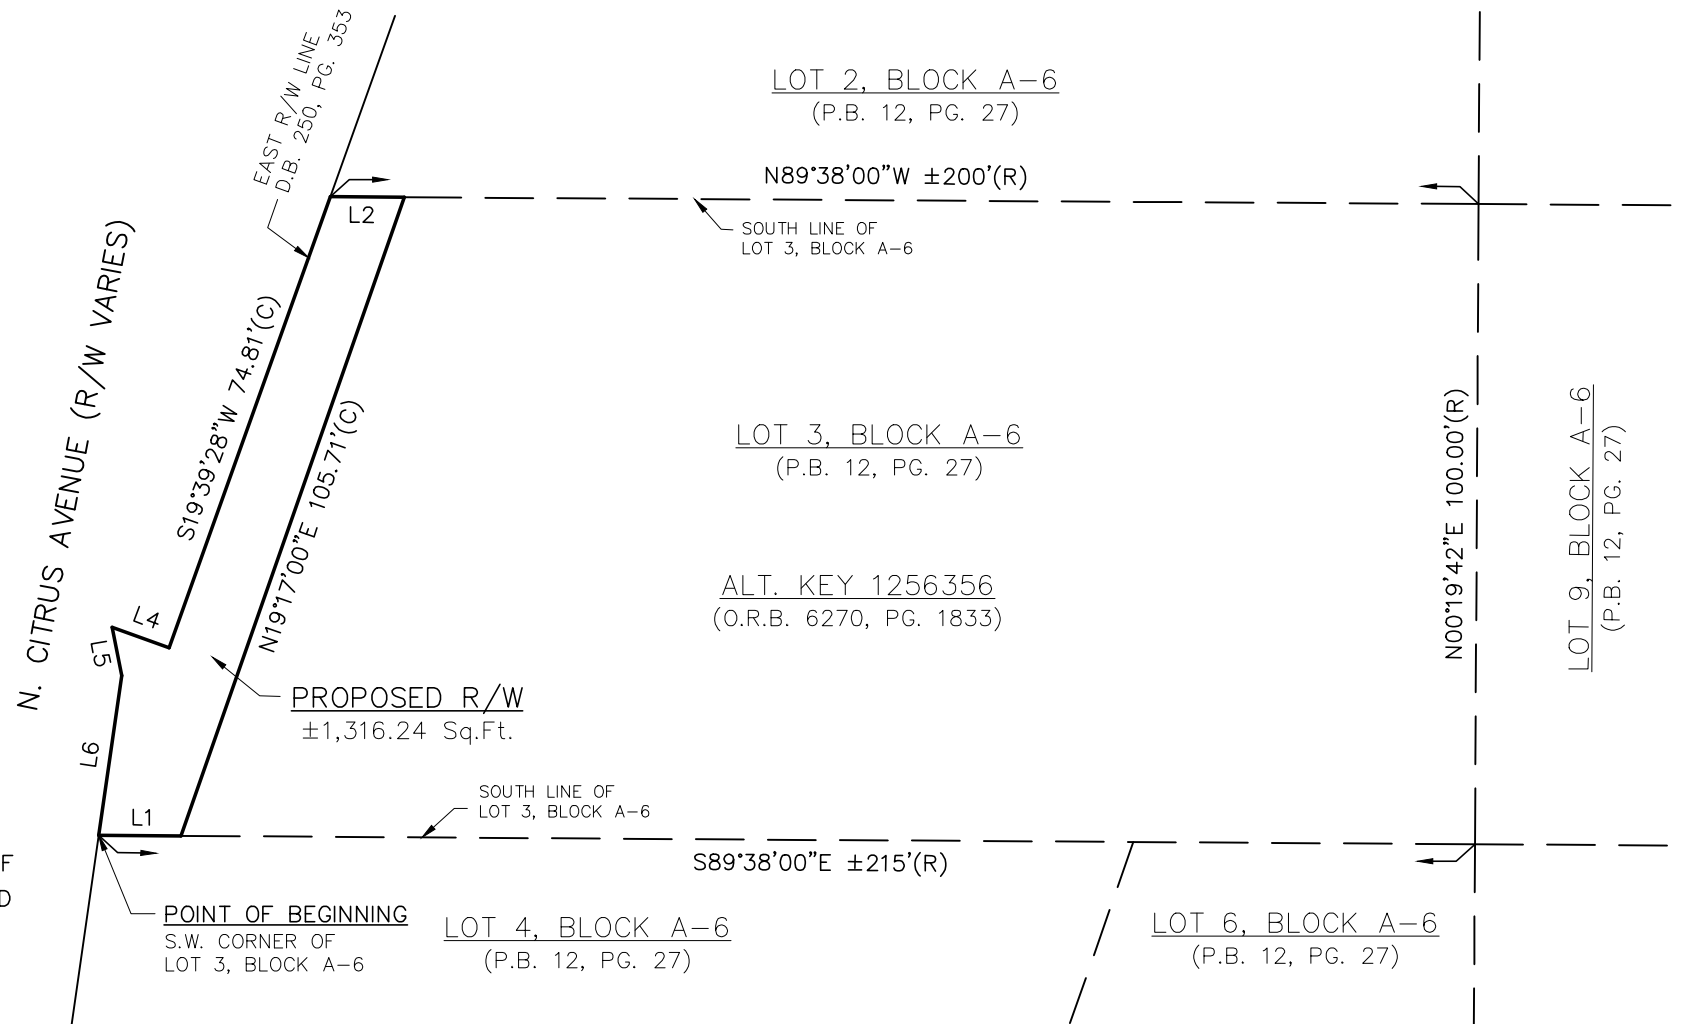 EAST R/W LINE
D.B. 250, PG. 353
LOT 2, BLOCK A-6
(P.B. 12, PG. 27)
N89°38'00"W ±200'(R)
L2
SOUTH LINE OF
LOT 3, BLOCK A-6
N. CITRUS AVENUE (R/W VARIES)
S19°39'28"W 74.81'(C)
N19°17'00"E 105.71'(C)
LOT 3, BLOCK A-6
(P.B. 12, PG. 27)
ALT. KEY 1256356
(O.R.B. 6270, PG. 1833)
N00°19'42"E 100.00'(R)
LOT 9, BLOCK A-6
(P.B. 12, PG. 27)
L4
L5
PROPOSED R/W
±1,316.24 Sq.Ft.
L6
L1
SOUTH LINE OF
LOT 3, BLOCK A-6
S89°38'00"E ±215'(R)
F
D
POINT OF BEGINNING
S.W. CORNER OF
LOT 3, BLOCK A-6
LOT 4, BLOCK A-6
(P.B. 12, PG. 27)
LOT 6, BLOCK A-6
(P.B. 12, PG. 27)